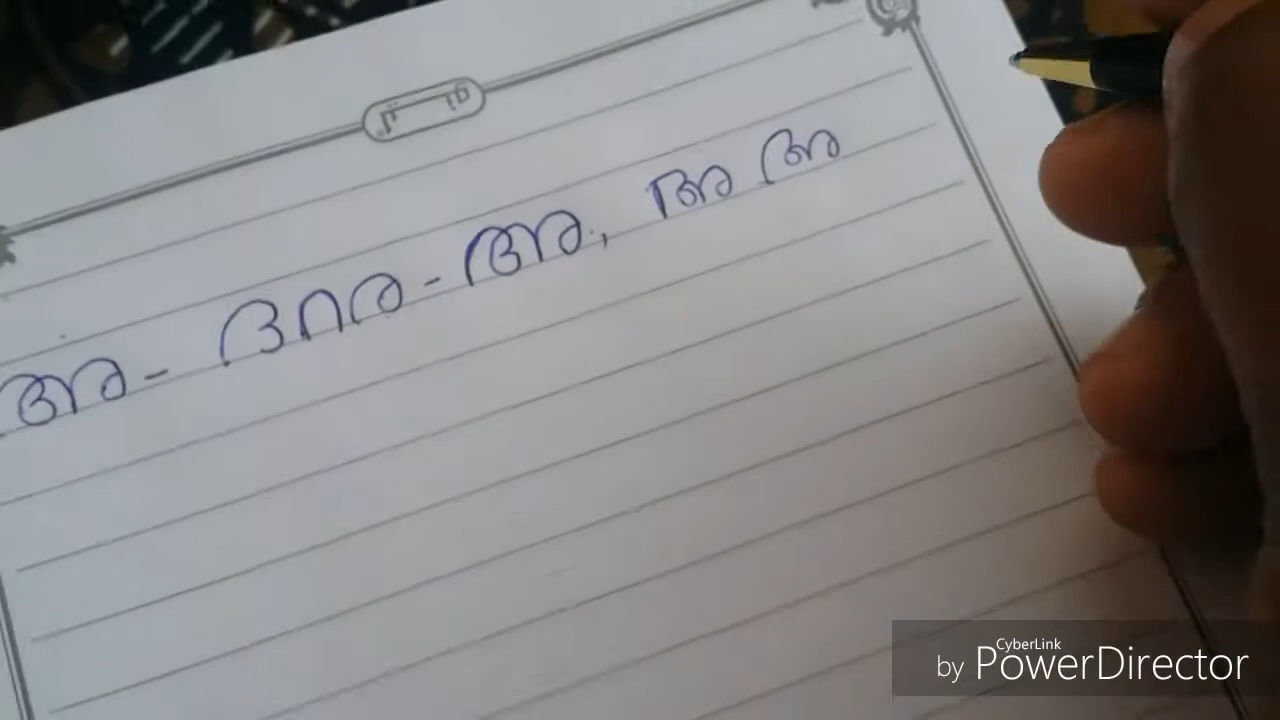 അ - ദ റ ര - അ, അ അ
by CyberLink PowerDirector